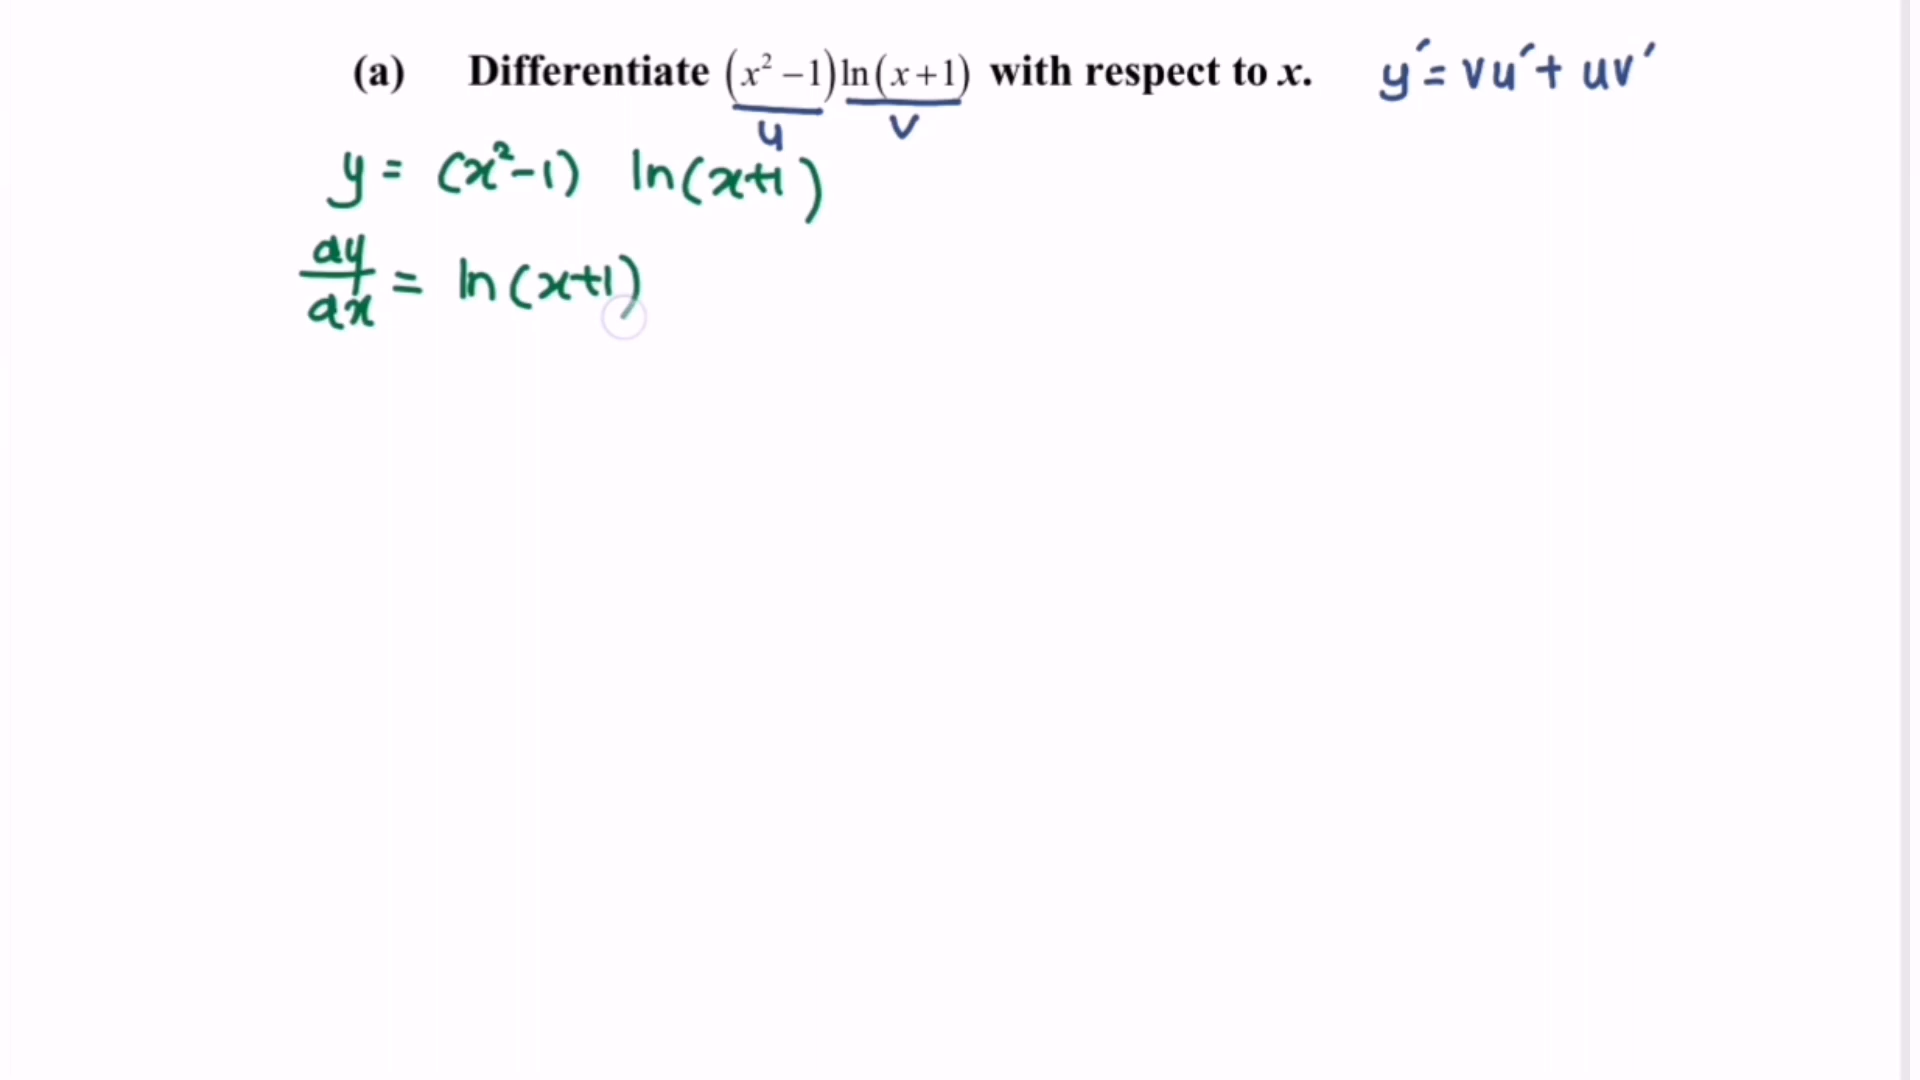 (a) Differentiate (x² − 1) ln(x + 1) with respect to x. y′ = vu′ + uv′
u v
y = (x² − 1) ln(x+1)
dy/dx = ln(x+1)